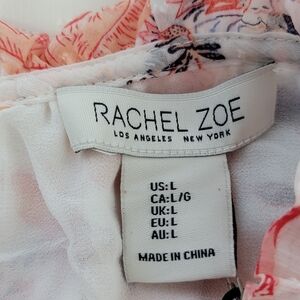 RACHEL ZOE
LOS ANGELES NEW YORK
US:L
CA:L/G
UK:L
EU:L
AU:L
MADE IN CHINA